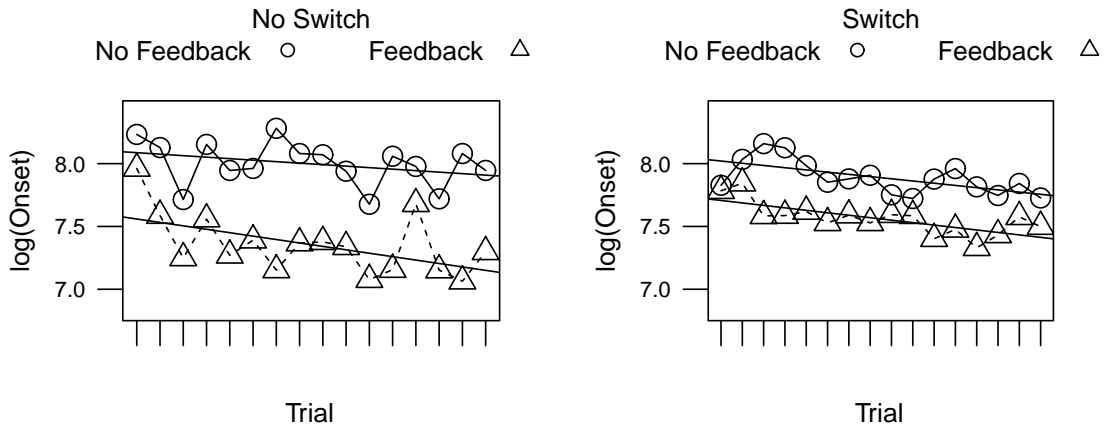 No Switch
No Feedback Feedback
log(Onset)
8.0
7.5
7.0
Trial
Switch
No Feedback Feedback
log(Onset)
8.0
7.5
7.0
Trial